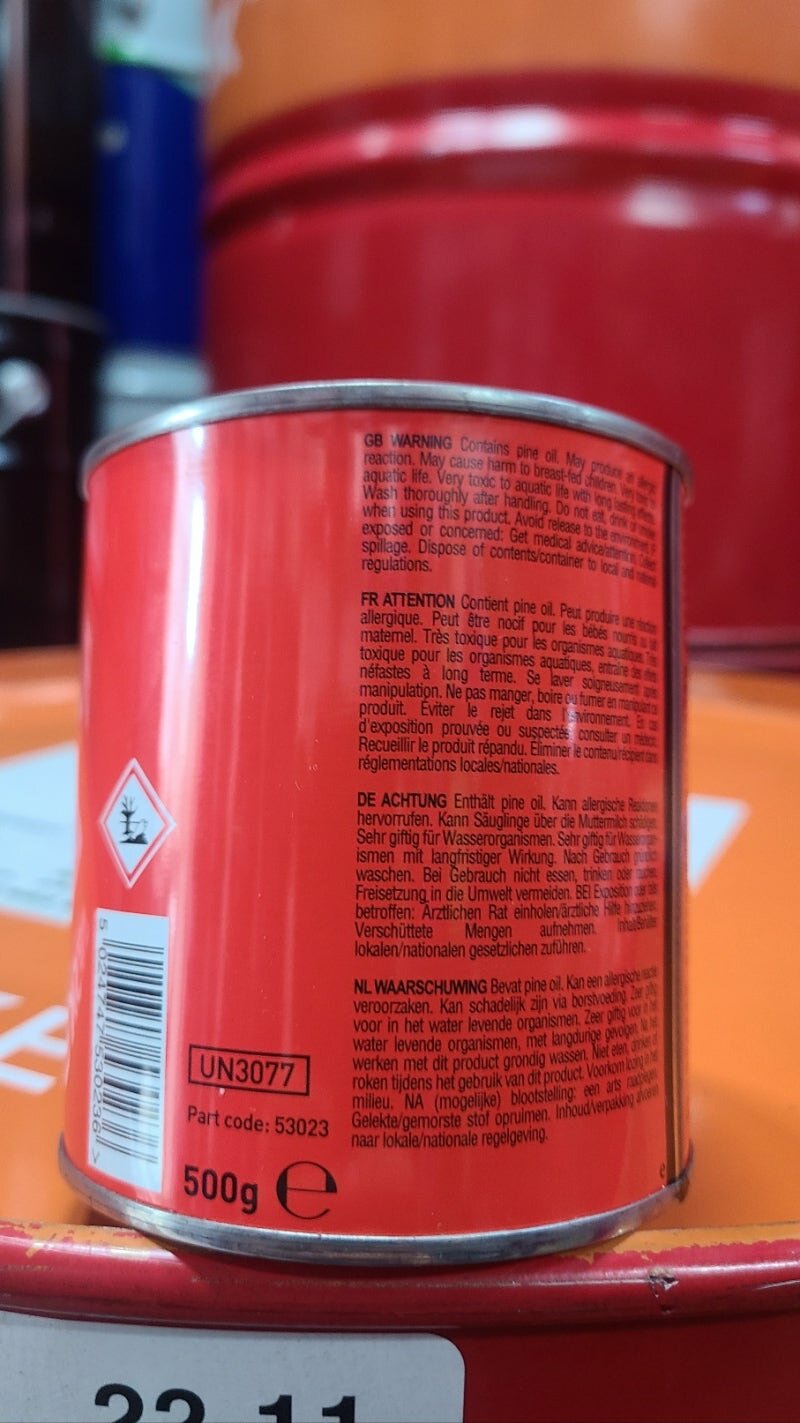 GB WARNING Contains pine oil. May produce an allergic
reaction. May cause harm to breast-fed children. Very toxic to
aquatic life. Very toxic to aquatic life with long lasting effects.
Wash thoroughly after handling. Do not eat, drink or smoke
when using this product. Avoid release to the environment. IF
exposed or concerned: Get medical advice/attention. Collect
spillage. Dispose of contents/container to local and national
regulations.
FR ATTENTION Contient pine oil. Peut produire une réaction
allergique. Peut être nocif pour les bébés nourris au lait
maternel. Très toxique pour les organismes aquatiques. Très
toxique pour les organismes aquatiques, entraîne des effets
néfastes à long terme. Se laver soigneusement après
manipulation. Ne pas manger, boire ou fumer en manipulant ce
produit. Éviter le rejet dans l'environnement. En cas
d'exposition prouvée ou suspectée: consulter un médecin.
Recueillir le produit répandu. Éliminer le contenu/récipient dans
réglementations locales/nationales.
DE ACHTUNG Enthält pine oil. Kann allergische Reaktionen
hervorrufen. Kann Säuglinge über die Muttermilch schädigen.
Sehr giftig für Wasserorganismen. Sehr giftig für Wasserorgan-
ismen mit langfristiger Wirkung. Nach Gebrauch gründlich
waschen. Bei Gebrauch nicht essen, trinken oder rauchen.
Freisetzung in die Umwelt vermeiden. BEI Exposition oder falls
betroffen: Ärztlichen Rat einholen/ärztliche Hilfe hinzuziehen.
Verschüttete Mengen aufnehmen. Inhalt/Behälter
lokalen/nationalen gesetzlichen zuführen.
NL WAARSCHUWING Bevat pine oil. Kan een allergische reactie
veroorzaken. Kan schadelijk zijn via borstvoeding. Zeer giftig
voor in het water levende organismen. Zeer giftig voor in het
water levende organismen, met langdurige gevolgen. Na het
werken met dit product grondig wassen. Niet eten, drinken of
roken tijdens het gebruik van dit product. Voorkom lozing in het
milieu. NA (mogelijke) blootstelling: een arts raadplegen.
Gelekte/gemorste stof opruimen. Inhoud/verpakking afvoeren
naar lokale/nationale regelgeving.
5 024747 530236 >
UN3077
Part code: 53023
500g e
e
22 11